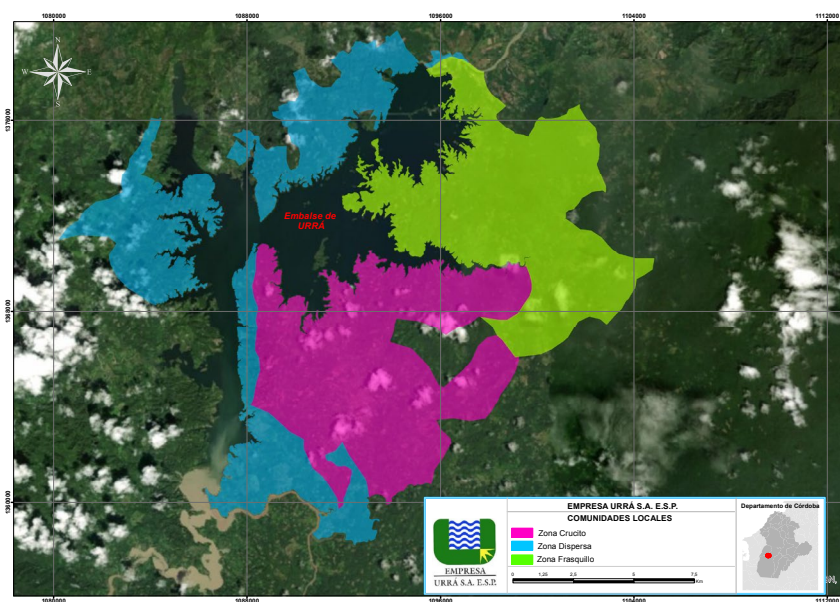 1080000 1088000 1096000 1104000 1112000
N
W E
S
1376000
Embalse de
URRÁ
1368000
1360000
EMPRESA URRÁ S.A. E.S.P.
COMUNIDADES LOCALES
Zona Crucito
Zona Dispersa
Zona Frasquillo
0 1,25 2,5 5 7,5
Km
EMPRESA
URRÁ S.A. E.S.P.
Departamento de Córdoba
1080000 1088000 1096000 1104000 1112000